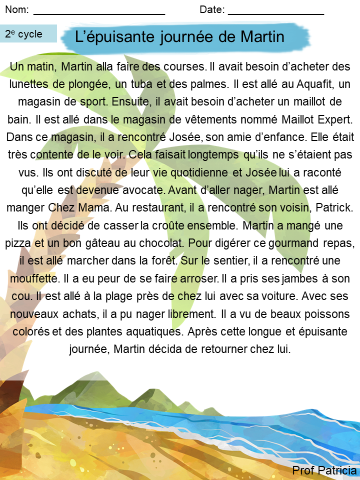 Nom: Date:
2e cycle
L'épuisante journée de Martin
Un matin, Martin alla faire des courses. Il avait besoin d'acheter des
lunettes de plongée, un tuba et des palmes. Il est allé au Aquafit, un
magasin de sport. Ensuite, il avait besoin d'acheter un maillot de
bain. Il est allé dans le magasin de vêtements nommé Maillot Expert.
Dans ce magasin, il a rencontré Josée, son amie d'enfance. Elle était
très contente de le voir. Cela faisait longtemps qu'ils ne s'étaient pas
vus. Ils ont discuté de leur vie quotidienne et Josée lui a raconté
qu'elle est devenue avocate. Avant d'aller nager, Martin est allé
manger Chez Mama. Au restaurant, il a rencontré son voisin, Patrick.
Ils ont décidé de casser la croûte ensemble. Martin a mangé une
pizza et un bon gâteau au chocolat. Pour digérer ce gourmand repas,
il est allé marcher dans la forêt. Sur le sentier, il a rencontré une
mouffette. Il a eu peur de se faire arroser. Il a pris ses jambes à son
cou. Il est allé à la plage près de chez lui avec sa voiture. Avec ses
nouveaux achats, il a pu nager librement. Il a vu de beaux poissons
colorés et des plantes aquatiques. Après cette longue et épuisante
journée, Martin décida de retourner chez lui.
Prof Patricia